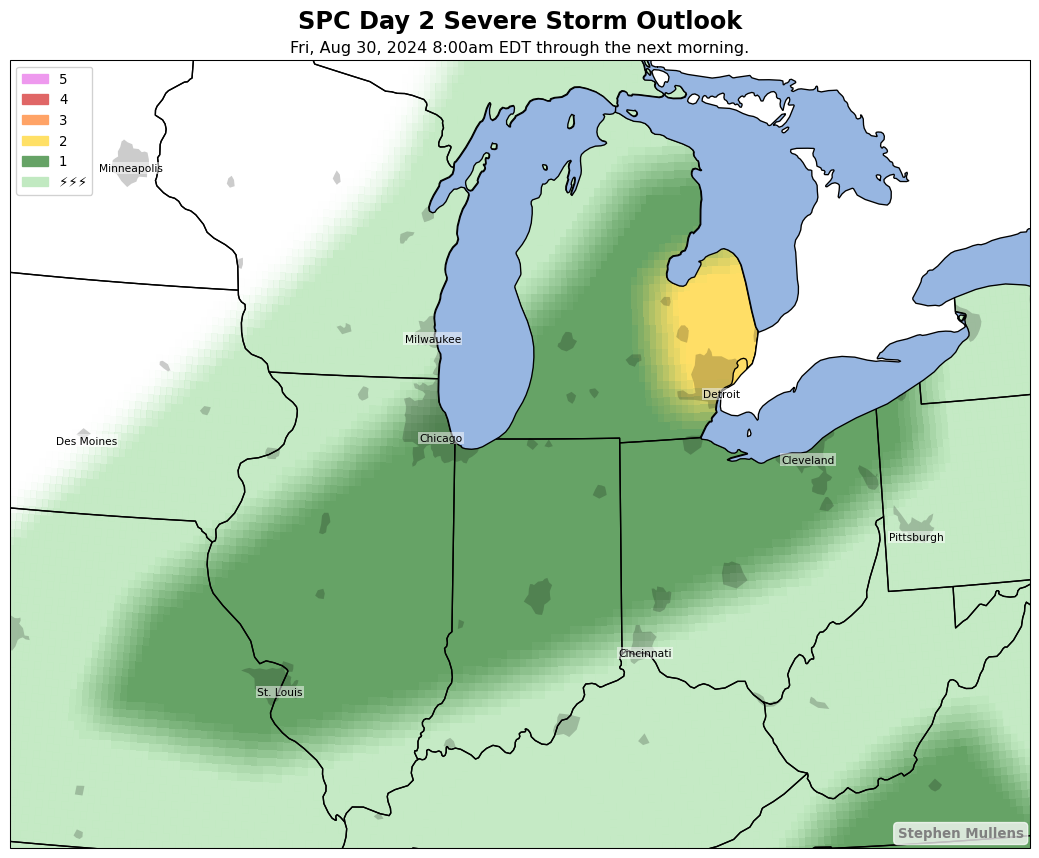 SPC Day 2 Severe Storm Outlook
Fri, Aug 30, 2024 8:00am EDT through the next morning.
5
4
3
2
1
⚡⚡⚡
Minneapolis
Milwaukee
Detroit
Des Moines
Chicago
Cleveland
Pittsburgh
Cincinnati
St. Louis
Stephen Mullens